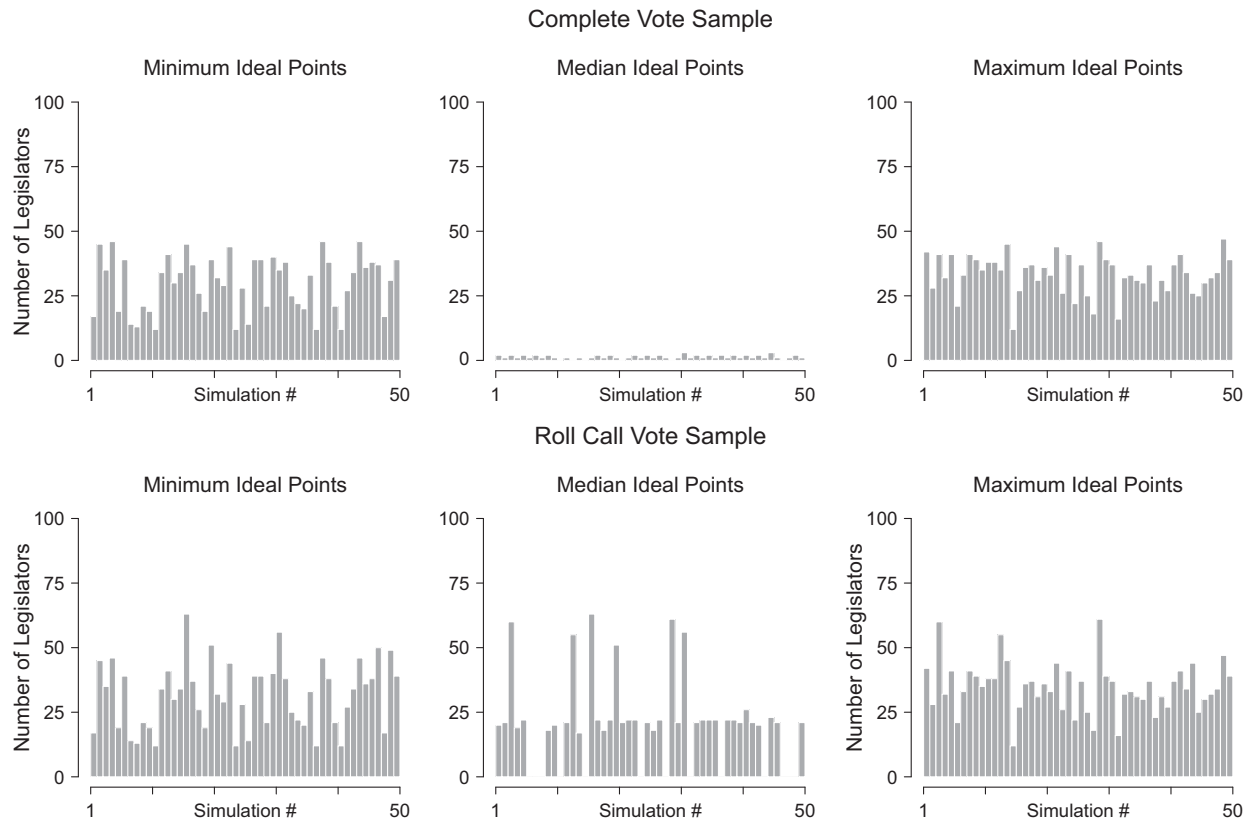 Complete Vote Sample
Minimum Ideal Points
Median Ideal Points
Maximum Ideal Points
Number of Legislators
100
75
50
25
0
1
Simulation #
50
100
75
50
25
0
1
Simulation #
50
100
75
50
25
0
1
Simulation #
50
Roll Call Vote Sample
Minimum Ideal Points
Median Ideal Points
Maximum Ideal Points
Number of Legislators
100
75
50
25
0
1
Simulation #
50
100
75
50
25
0
1
Simulation #
50
Number of Legislators
100
75
50
25
0
1
Simulation #
50